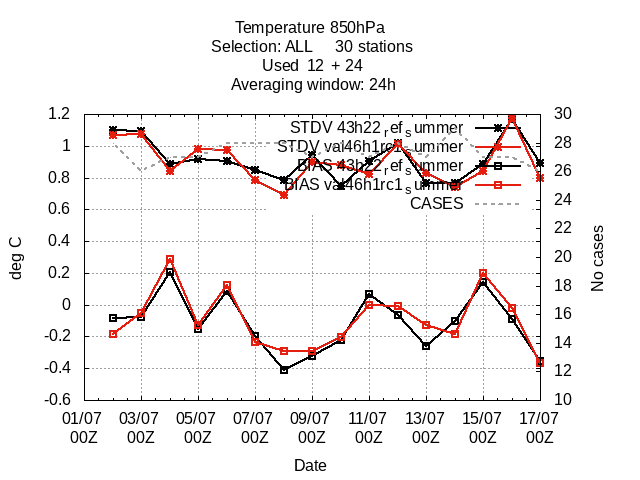 Temperature 850hPa
Selection: ALL 30 stations
Used 12 + 24
Averaging window: 24h
STDV 43h22refsummer
STDV val46h1rc1summer
BIAS 43h22refsummer
BIAS val46h1rc1summer
CASES
1.2
1
0.8
0.6
0.4
0.2
0
-0.2
-0.4
-0.6
deg C
30
28
26
24
22
20
18
16
14
12
10
No cases
01/07 03/07 05/07 07/07 09/07 11/07 13/07 15/07 17/07
00Z 00Z 00Z 00Z 00Z 00Z 00Z 00Z 00Z
Date